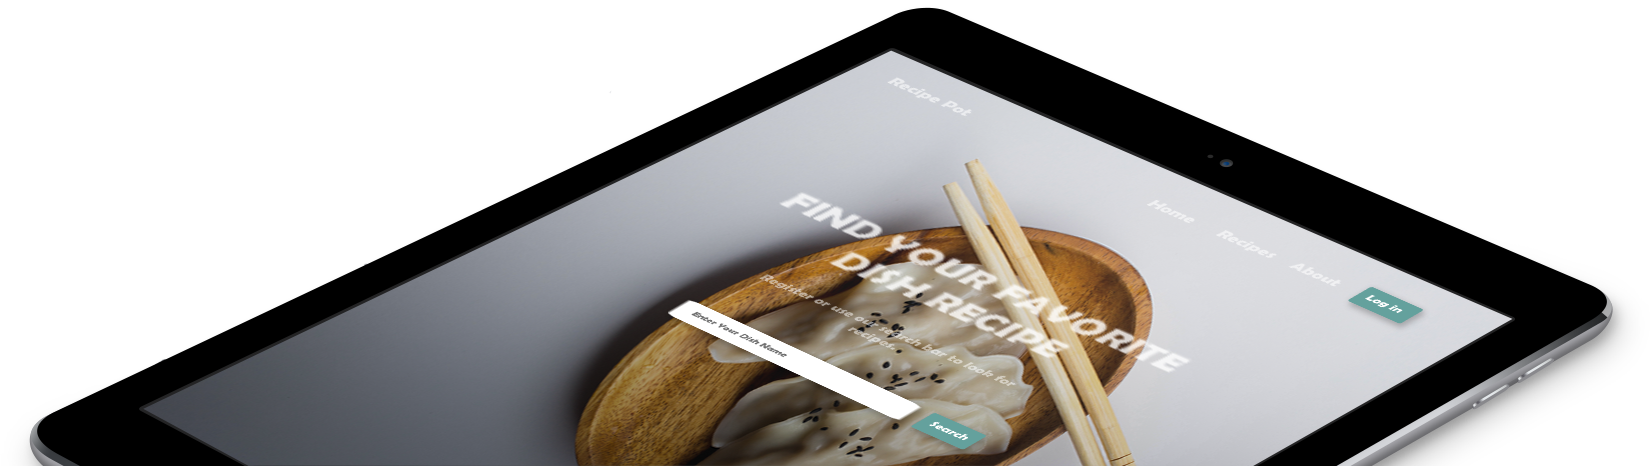 Recipe Pot
Home
Recipes
About
Log in
FIND YOUR FAVORITE
DISH RECIPE
Register or use our search bar to look for
recipes.
Enter Your Dish Name
Search